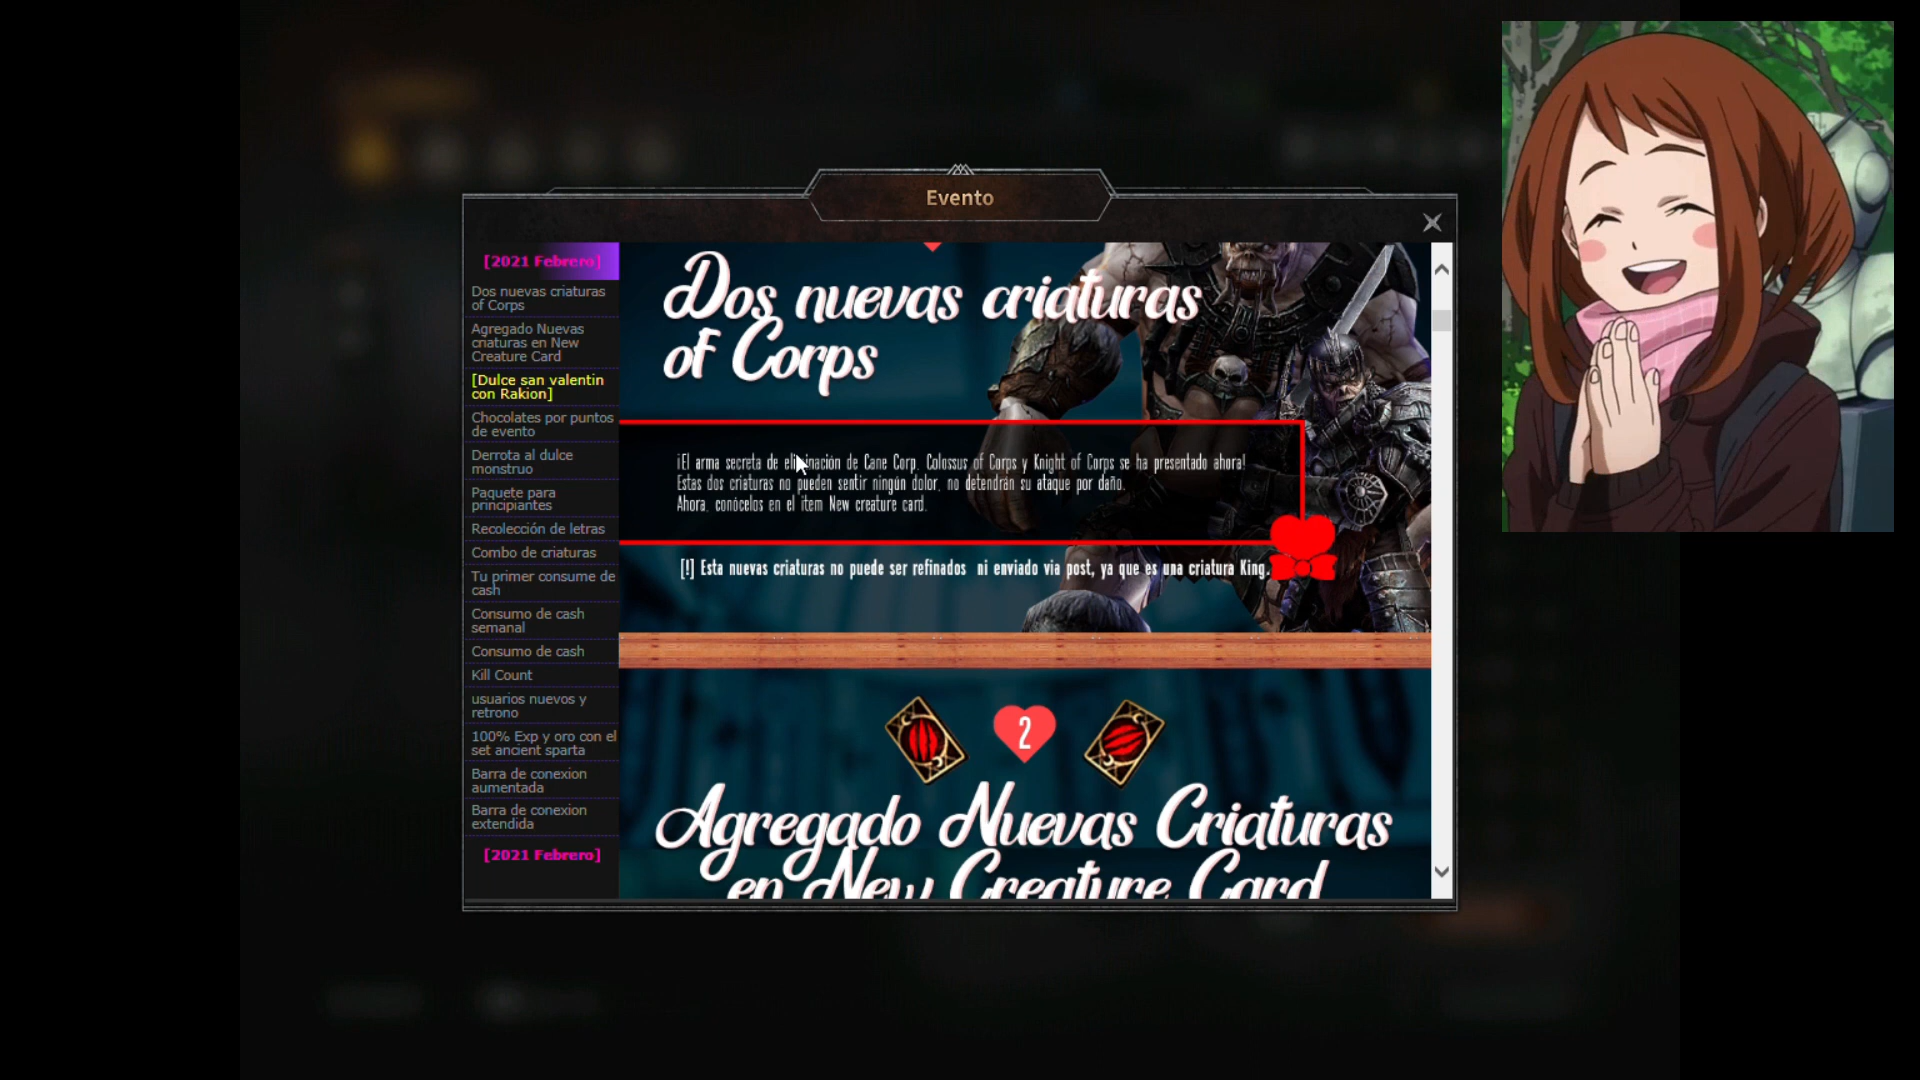 Evento
[2021 Febrero]
Dos nuevas criaturas
of Corps
Agregado Nuevas
criaturas en New
Creature Card
[Dulce san valentin
con Rakion]
Chocolates por puntos
de evento
Derrota al dulce
monstruo
Paquete para
principiantes
Recolección de letras
Combo de criaturas
Tu primer consume de
cash
Consumo de cash
semanal
Consumo de cash
Kill Count
usuarios nuevos y
retrono
100% Exp y oro con el
set ancient sparta
Barra de conexion
aumentada
Barra de conexion
extendida
[2021 Febrero]
Dos nuevas criaturas
of Corps
¡El arma secreta de eliminación de Cane Corp, Colossus of Corps y Knight of Corps se ha presentado ahora!
Estas dos criaturas no pueden sentir ningún dolor, no detendrán su ataque por daño.
Ahora, conócelos en el ítem New creature card.
[!] Esta nuevas criaturas no puede ser refinados ni enviado via post, ya que es una criatura King.
2
Agregado Nuevas Criaturas
en New Creature Card